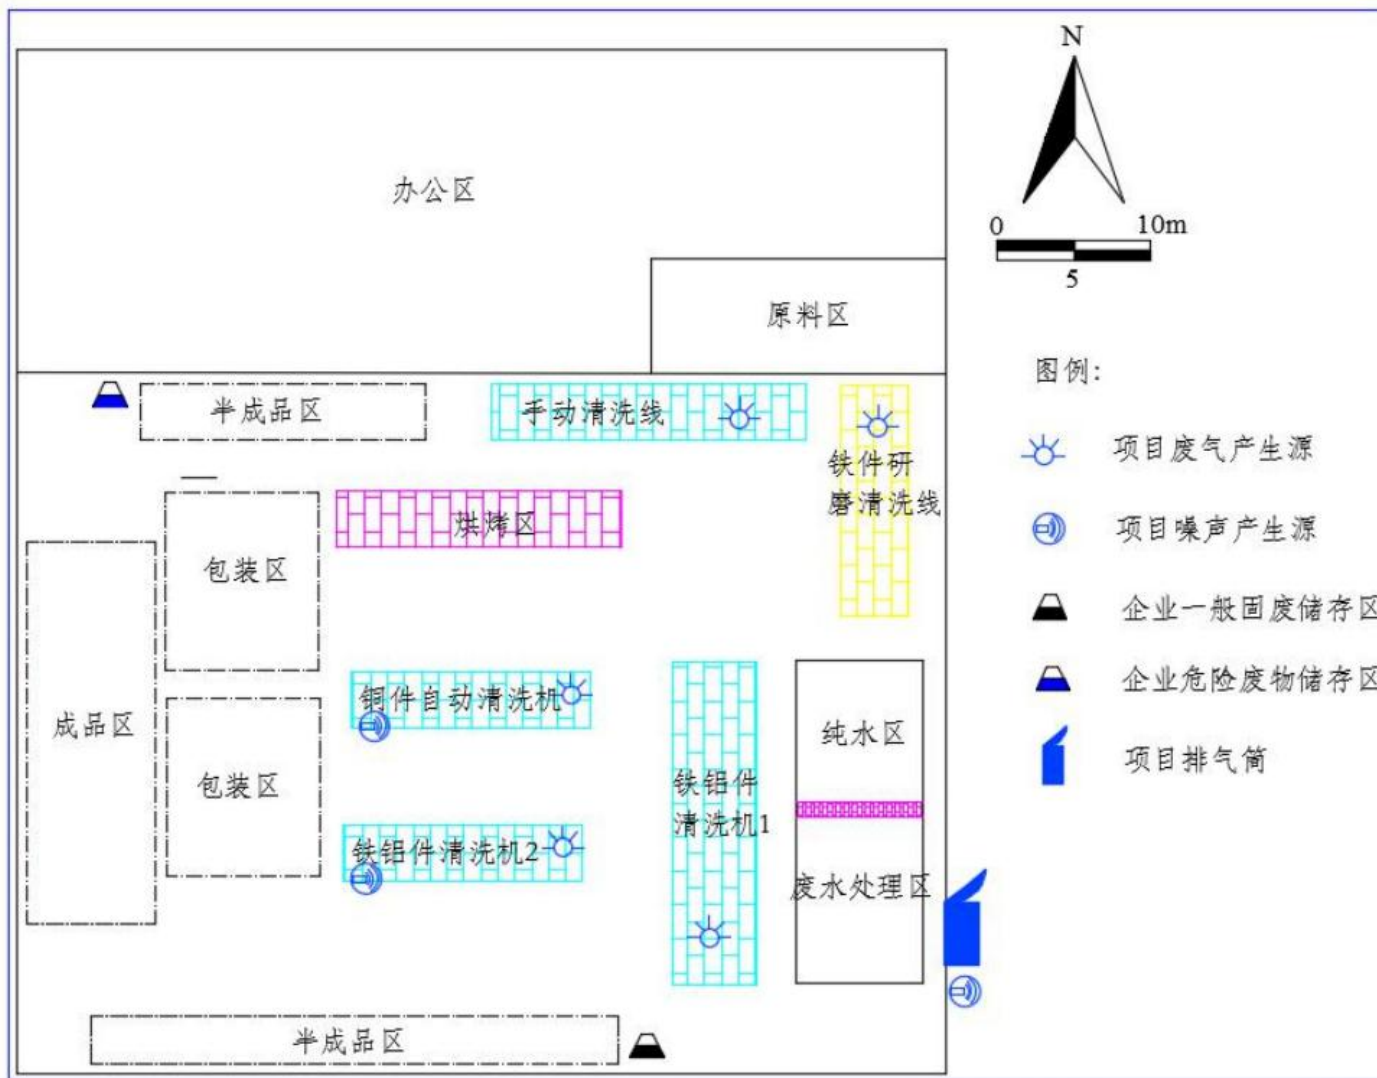 N
0
10m
5
办公区
原料区
图例:
半成品区
手动清洗线
项目废气产生源
铁件研
磨清洗线
烘烤区
项目噪声产生源
包装区
企业一般固废储存区
铜件自动清洗机
企业危险废物储存区
成品区
纯水区
项目排气筒
包装区
铁铝件
清洗机1
铁铝件清洗机2
废水处理区
半成品区